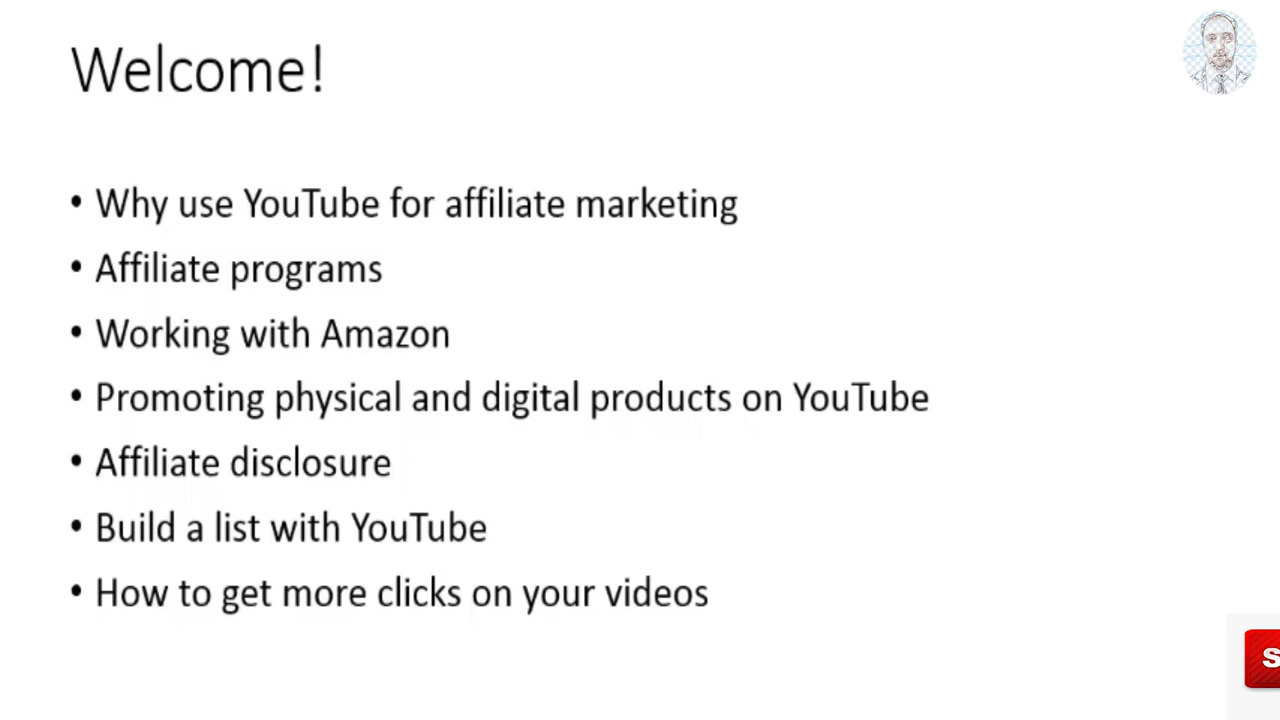 Welcome!
• Why use YouTube for affiliate marketing
• Affiliate programs
• Working with Amazon
• Promoting physical and digital products on YouTube
• Affiliate disclosure
• Build a list with YouTube
• How to get more clicks on your videos
S